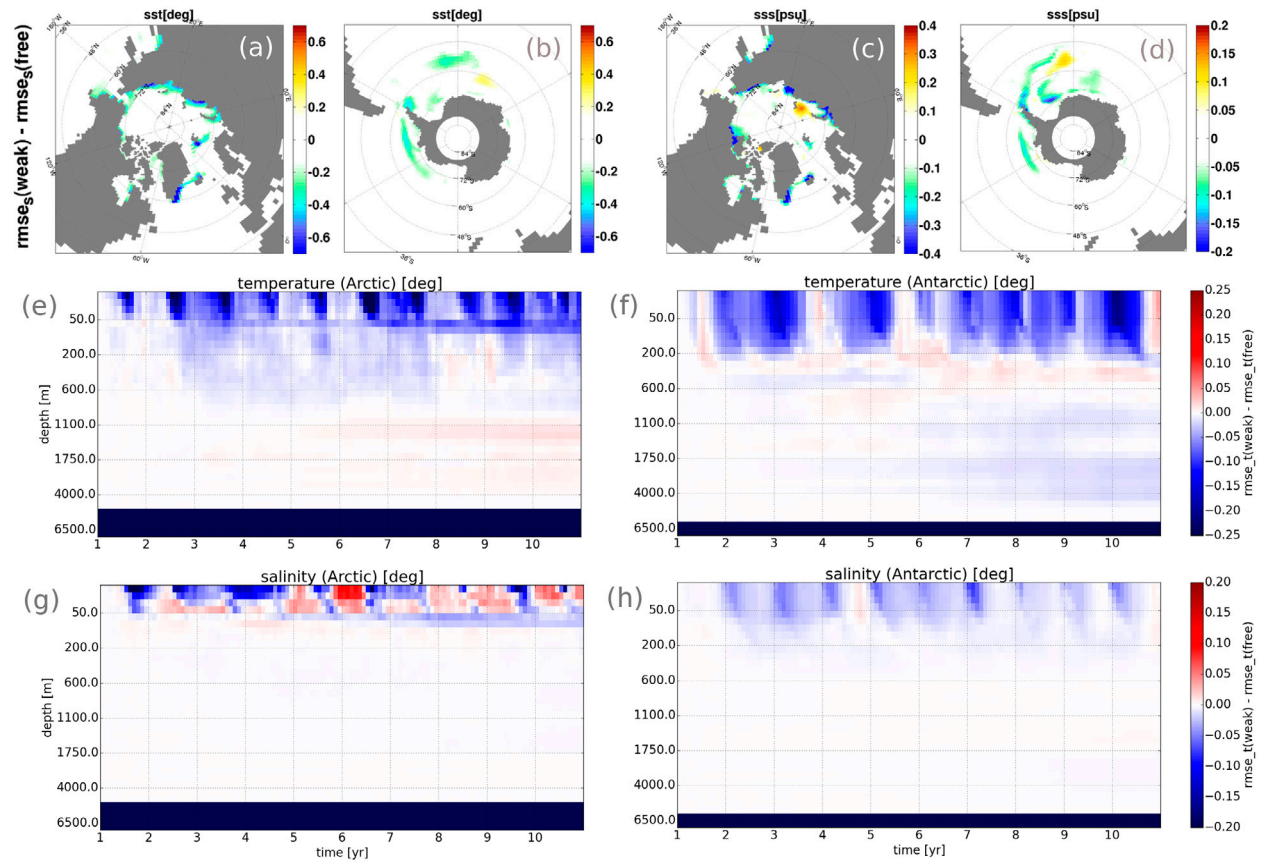 sst[deg]
sst[deg]
sss[psu]
sss[psu]
rmse_s(weak) - rmse_s(free)
(a)
0.6
0.4
0.2
0
-0.2
-0.4
-0.6
(b)
0.6
0.4
0.2
0
-0.2
-0.4
-0.6
(c)
0.4
0.3
0.2
0.1
0
-0.1
-0.2
-0.3
-0.4
(d)
0.2
0.15
0.1
0.05
0
-0.05
-0.1
-0.15
-0.2
84°S
72°S
60°S
48°S
36°S
60°W
84°S
72°S
60°S
48°S
36°S
60°W
(e)
temperature (Arctic) [deg]
50.0
200.0
600.0
1100.0
1750.0
4000.0
6500.0
depth [m]
1 2 3 4 5 6 7 8 9 10
(f)
temperature (Antarctic) [deg]
50.0
200.0
600.0
1100.0
1750.0
4000.0
6500.0
1 2 3 4 5 6 7 8 9 10
0.25
0.20
0.15
0.10
0.05
0.00
−0.05
−0.10
−0.15
−0.20
−0.25
rmse_t(weak) - rmse_t(free)
(g)
salinity (Arctic) [deg]
50.0
200.0
600.0
1100.0
1750.0
4000.0
6500.0
depth [m]
1 2 3 4 5 6 7 8 9 10
time [yr]
(h)
salinity (Antarctic) [deg]
50.0
200.0
600.0
1100.0
1750.0
4000.0
6500.0
1 2 3 4 5 6 7 8 9 10
time [yr]
0.20
0.15
0.10
0.05
0.00
−0.05
−0.10
−0.15
−0.20
rmse_t(weak) - rmse_t(free)